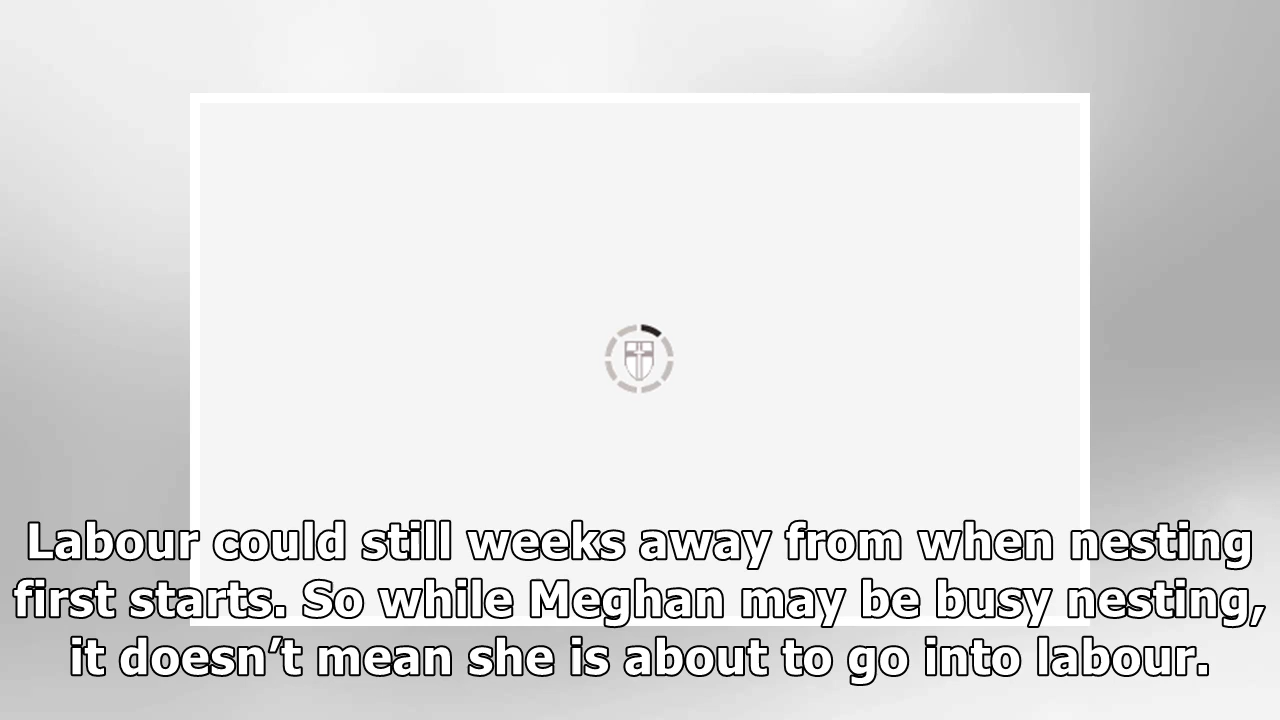 Labour could still weeks away from when nesting
first starts. So while Meghan may be busy nesting,
it doesn’t mean she is about to go into labour.